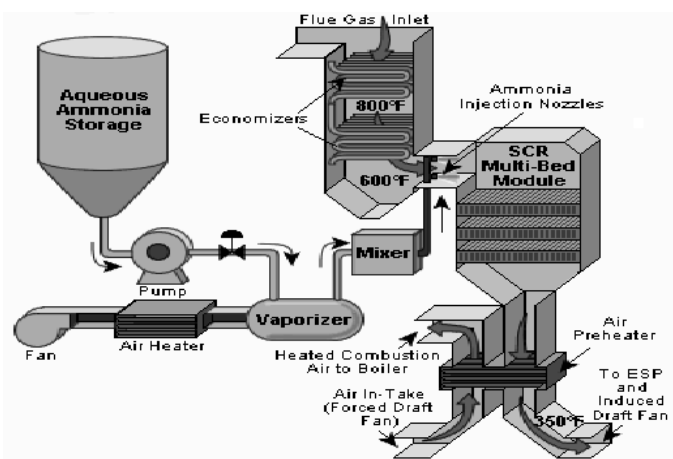 Flue Gas Inlet
Aqueous
Ammonia
Storage
Economizers
800°F
600°F
Ammonia
Injection Nozzles
SCR
Multi-Bed
Module
Pump
Mixer
Fan
Air Heater
Vaporizer
Heated Combustion
Air to Boiler
Air
Preheater
Air In-Take
(Forced Draft
Fan)
350°F
To ESP
and
Induced
Draft Fan